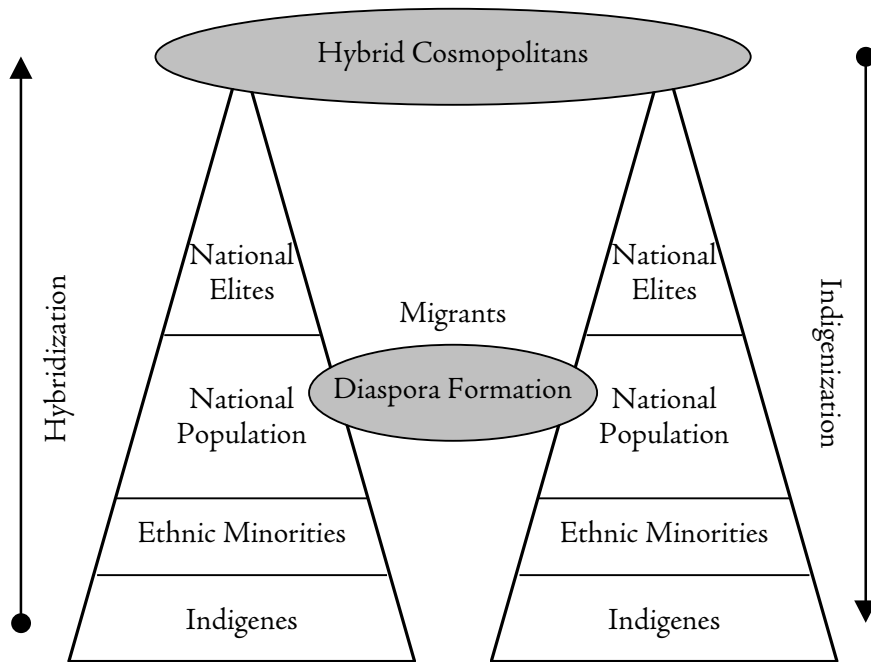 Hybrid Cosmopolitans
National
Elites
National
Elites
Migrants
Hybridization
Indigenization
Diaspora Formation
National
Population
National
Population
Ethnic Minorities
Ethnic Minorities
Indigenes
Indigenes